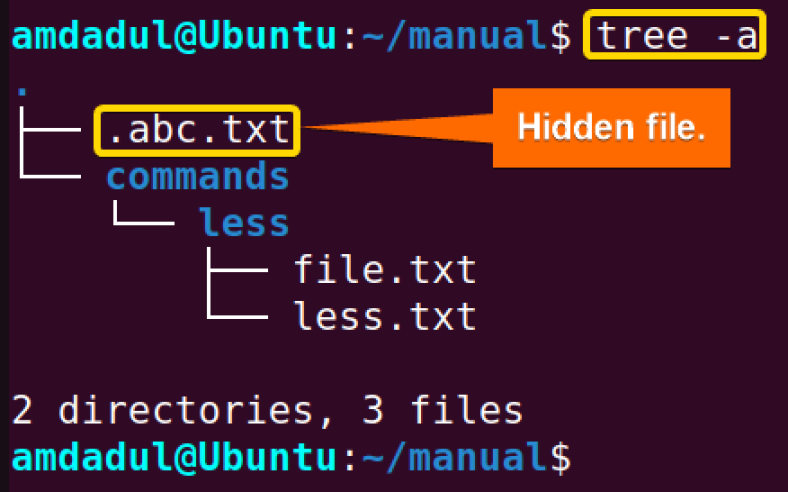 amdadul@Ubuntu:~/manual$ tree -a
.
├── .abc.txt
Hidden file.
└── commands
    └── less
        ├── file.txt
        └── less.txt
2 directories, 3 files
amdadul@Ubuntu:~/manual$